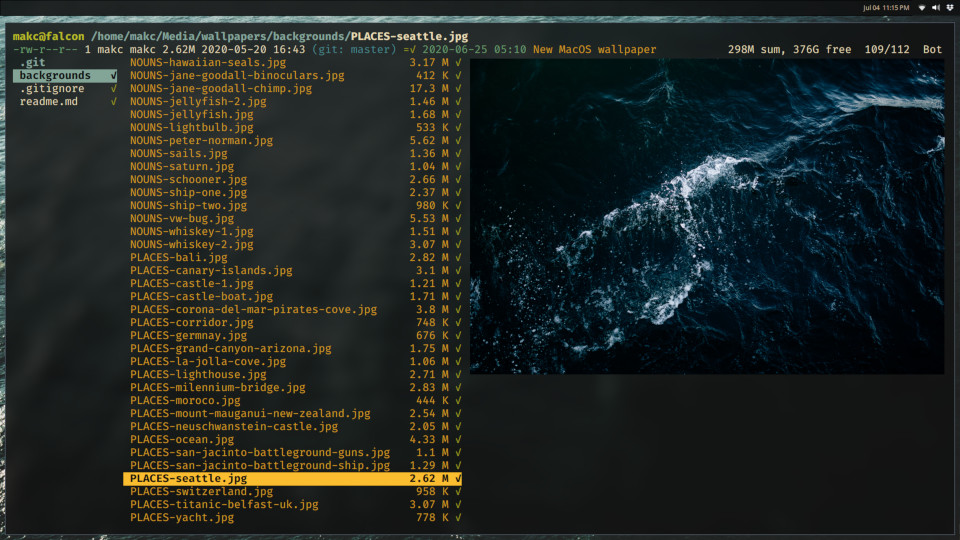 Jul 04 11:15 PM
makc@falcon /home/makc/Media/wallpapers/backgrounds/PLACES-seattle.jpg
-rw-r--r-- 1 makc makc 2.62M 2020-05-20 16:43 (git: master) =√ 2020-06-25 05:10 New MacOS wallpaper 298M sum, 376G free 109/112 Bot
.git NOUNS-hawaiian-seals.jpg 3.17 M √
backgrounds √ NOUNS-jane-goodall-binoculars.jpg 412 K √
.gitignore √ NOUNS-jane-goodall-chimp.jpg 17.3 M √
readme.md √ NOUNS-jellyfish-2.jpg 1.46 M √
NOUNS-jellyfish.jpg 1.68 M √
NOUNS-lightbulb.jpg 533 K √
NOUNS-peter-norman.jpg 5.62 M √
NOUNS-sails.jpg 1.36 M √
NOUNS-saturn.jpg 1.04 M √
NOUNS-schooner.jpg 2.66 M √
NOUNS-ship-one.jpg 2.37 M √
NOUNS-ship-two.jpg 980 K √
NOUNS-vw-bug.jpg 5.53 M √
NOUNS-whiskey-1.jpg 1.51 M √
NOUNS-whiskey-2.jpg 3.07 M √
PLACES-bali.jpg 2.82 M √
PLACES-canary-islands.jpg 3.1 M √
PLACES-castle-1.jpg 1.21 M √
PLACES-castle-boat.jpg 1.71 M √
PLACES-corona-del-mar-pirates-cove.jpg 3.8 M √
PLACES-corridor.jpg 748 K √
PLACES-germnay.jpg 676 K √
PLACES-grand-canyon-arizona.jpg 1.75 M √
PLACES-la-jolla-cove.jpg 1.06 M √
PLACES-lighthouse.jpg 2.71 M √
PLACES-milennium-bridge.jpg 2.83 M √
PLACES-moroco.jpg 444 K √
PLACES-mount-mauganui-new-zealand.jpg 2.54 M √
PLACES-neuschwanstein-castle.jpg 2.05 M √
PLACES-ocean.jpg 4.33 M √
PLACES-san-jacinto-battleground-guns.jpg 1.1 M √
PLACES-san-jacinto-battleground-ship.jpg 1.29 M √
PLACES-seattle.jpg 2.62 M √
PLACES-switzerland.jpg 958 K √
PLACES-titanic-belfast-uk.jpg 3.07 M √
PLACES-yacht.jpg 778 K √